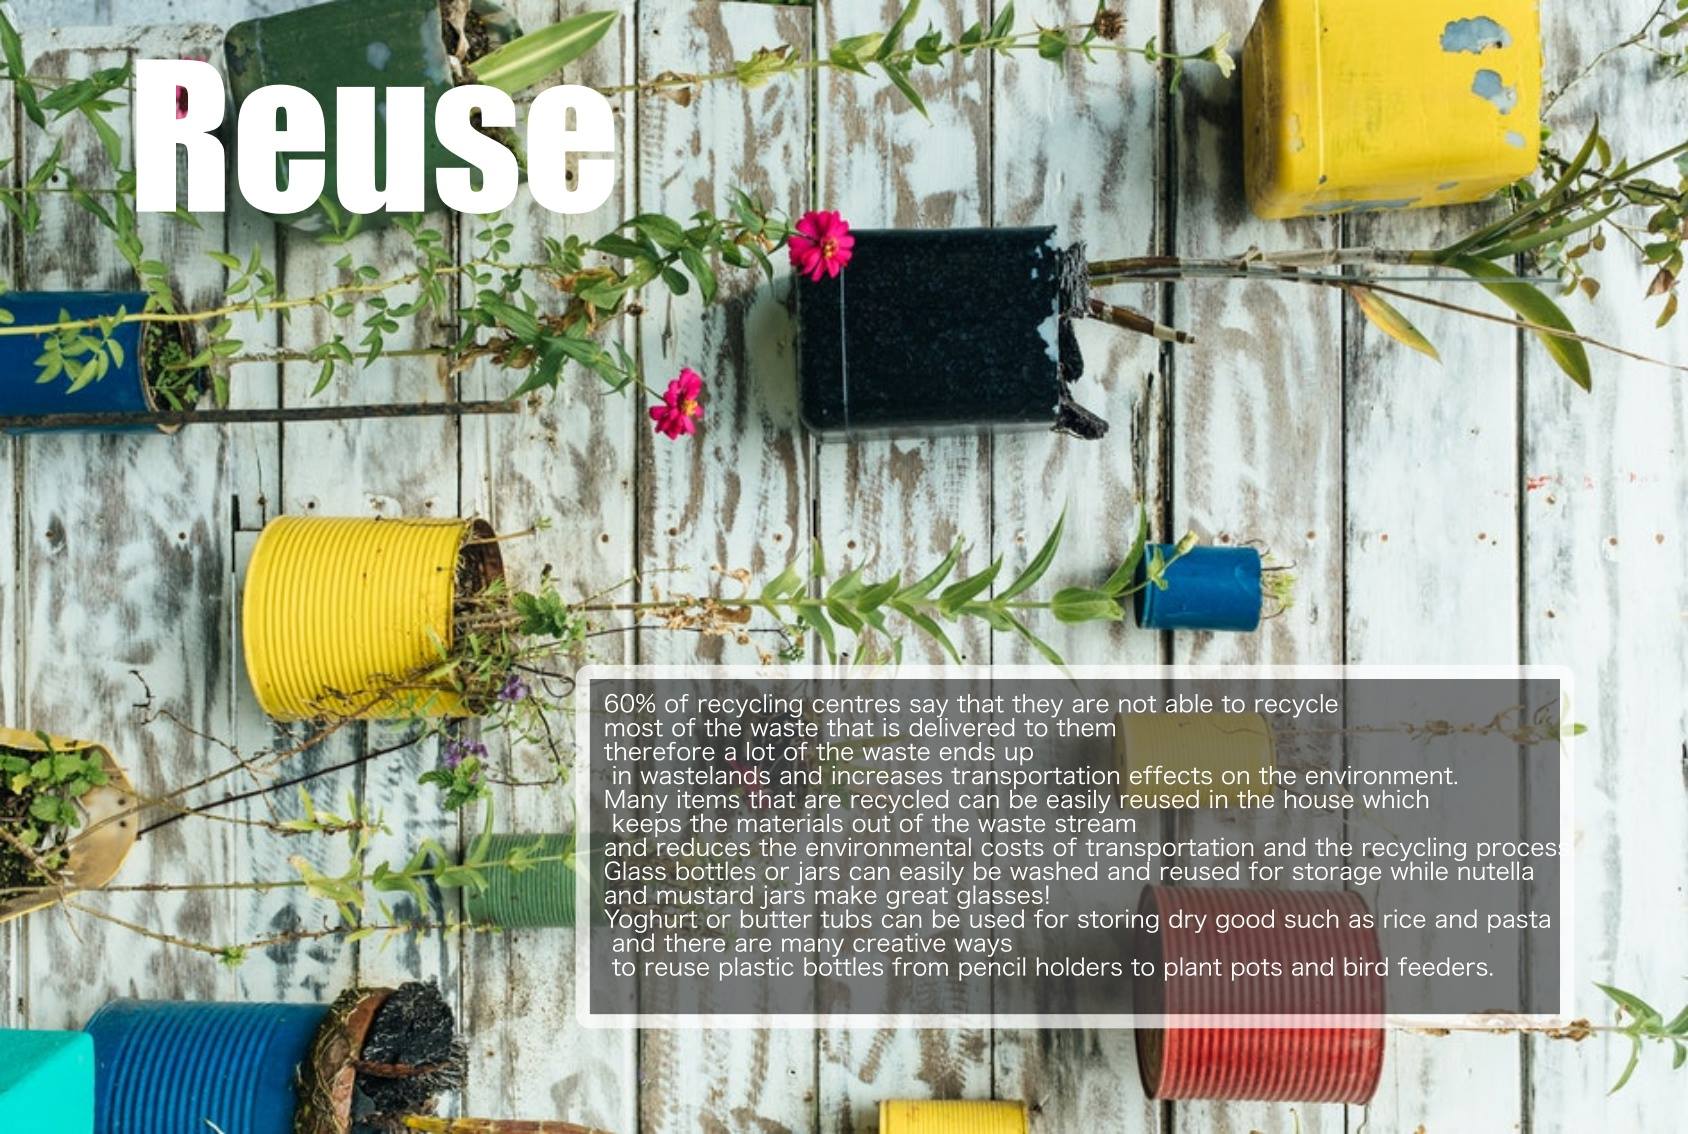 Reuse
60% of recycling centres say that they are not able to recycle
most of the waste that is delivered to them
therefore a lot of the waste ends up
in wastelands and increases transportation effects on the environment.
Many items that are recycled can be easily reused in the house which
keeps the materials out of the waste stream
and reduces the environmental costs of transportation and the recycling process
Glass bottles or jars can easily be washed and reused for storage while nutella
and mustard jars make great glasses!
Yoghurt or butter tubs can be used for storing dry good such as rice and pasta
and there are many creative ways
to reuse plastic bottles from pencil holders to plant pots and bird feeders.